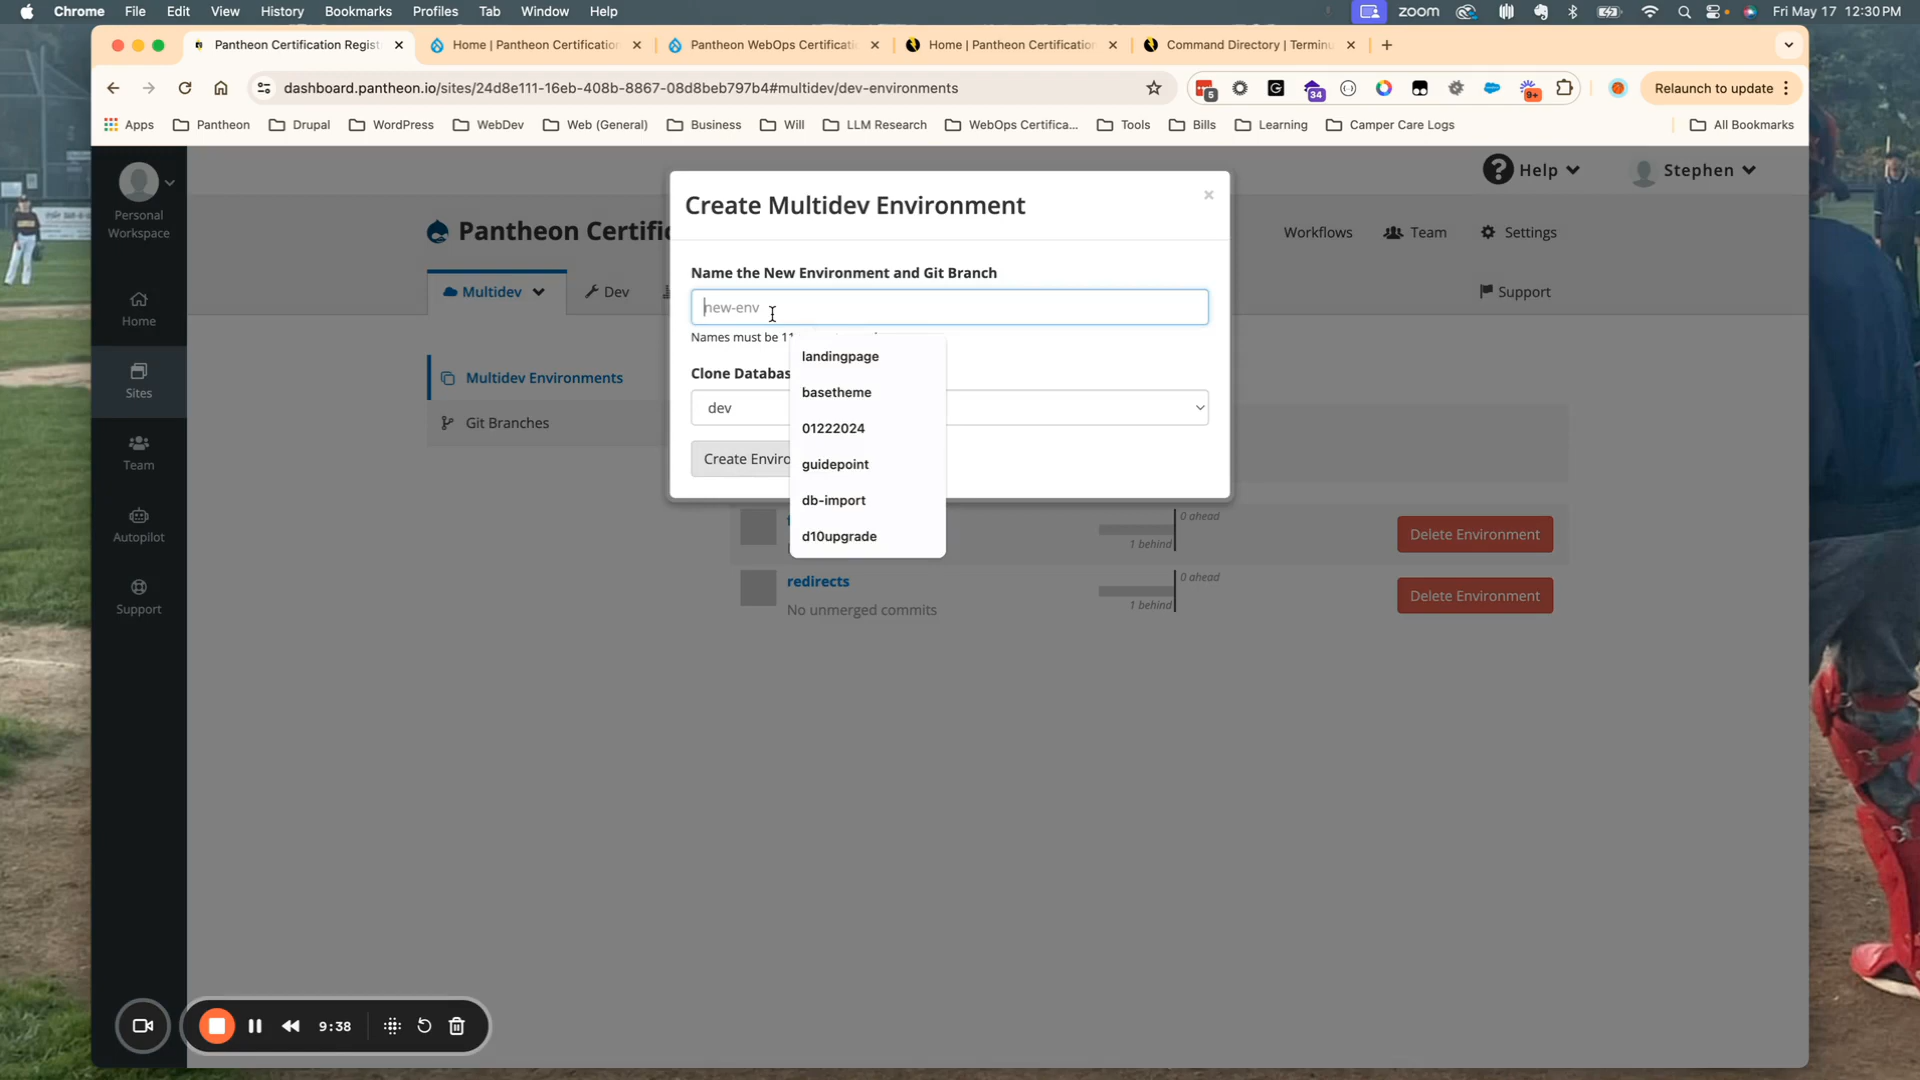 Chrome File Edit View History Bookmarks Profiles Tab Window Help zoom Fri May 17 12:30 PM
Pantheon Certification Regist Home | Pantheon Certification Pantheon WebOps Certificati Home | Pantheon Certification Command Directory | Terminu
dashboard.pantheon.io/sites/24d8e111-16eb-408b-8867-08d8beb797b4#multidev/dev-environments 5 34 9+ Relaunch to update
Apps Pantheon Drupal WordPress WebDev Web (General) Business Will LLM Research WebOps Certifica... Tools Bills Learning Camper Care Logs All Bookmarks
Personal
Workspace
Home
Sites
Team
Autopilot
Support
Help Stephen
Pantheon Certific
Workflows Team Settings
Multidev Dev Support
Multidev Environments
Git Branches
Create Multidev Environment ×
Name the New Environment and Git Branch
new-env
Names must be 11
Clone Databas
dev
Create Enviro
landingpage
basetheme
01222024
guidepoint
db-import
d10upgrade
0 ahead
1 behind
Delete Environment
redirects
No unmerged commits
0 ahead
1 behind
Delete Environment
9:38